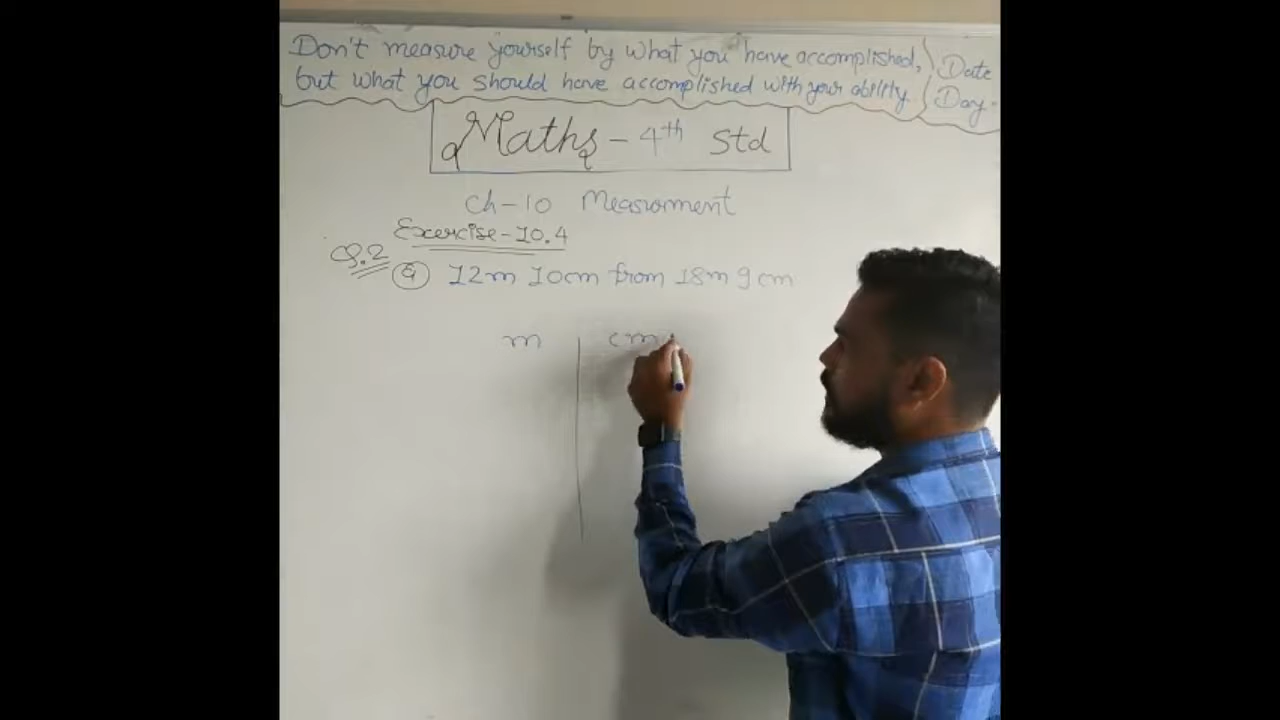 Don't measure yourself by what you have accomplished,
but what you should have accomplished with your ability.
Date
Day-
Maths - 4th Std
Ch-10 Measurment
Exercise-10.4
Q.2
a 12m 10cm from 18m 9cm
m cm